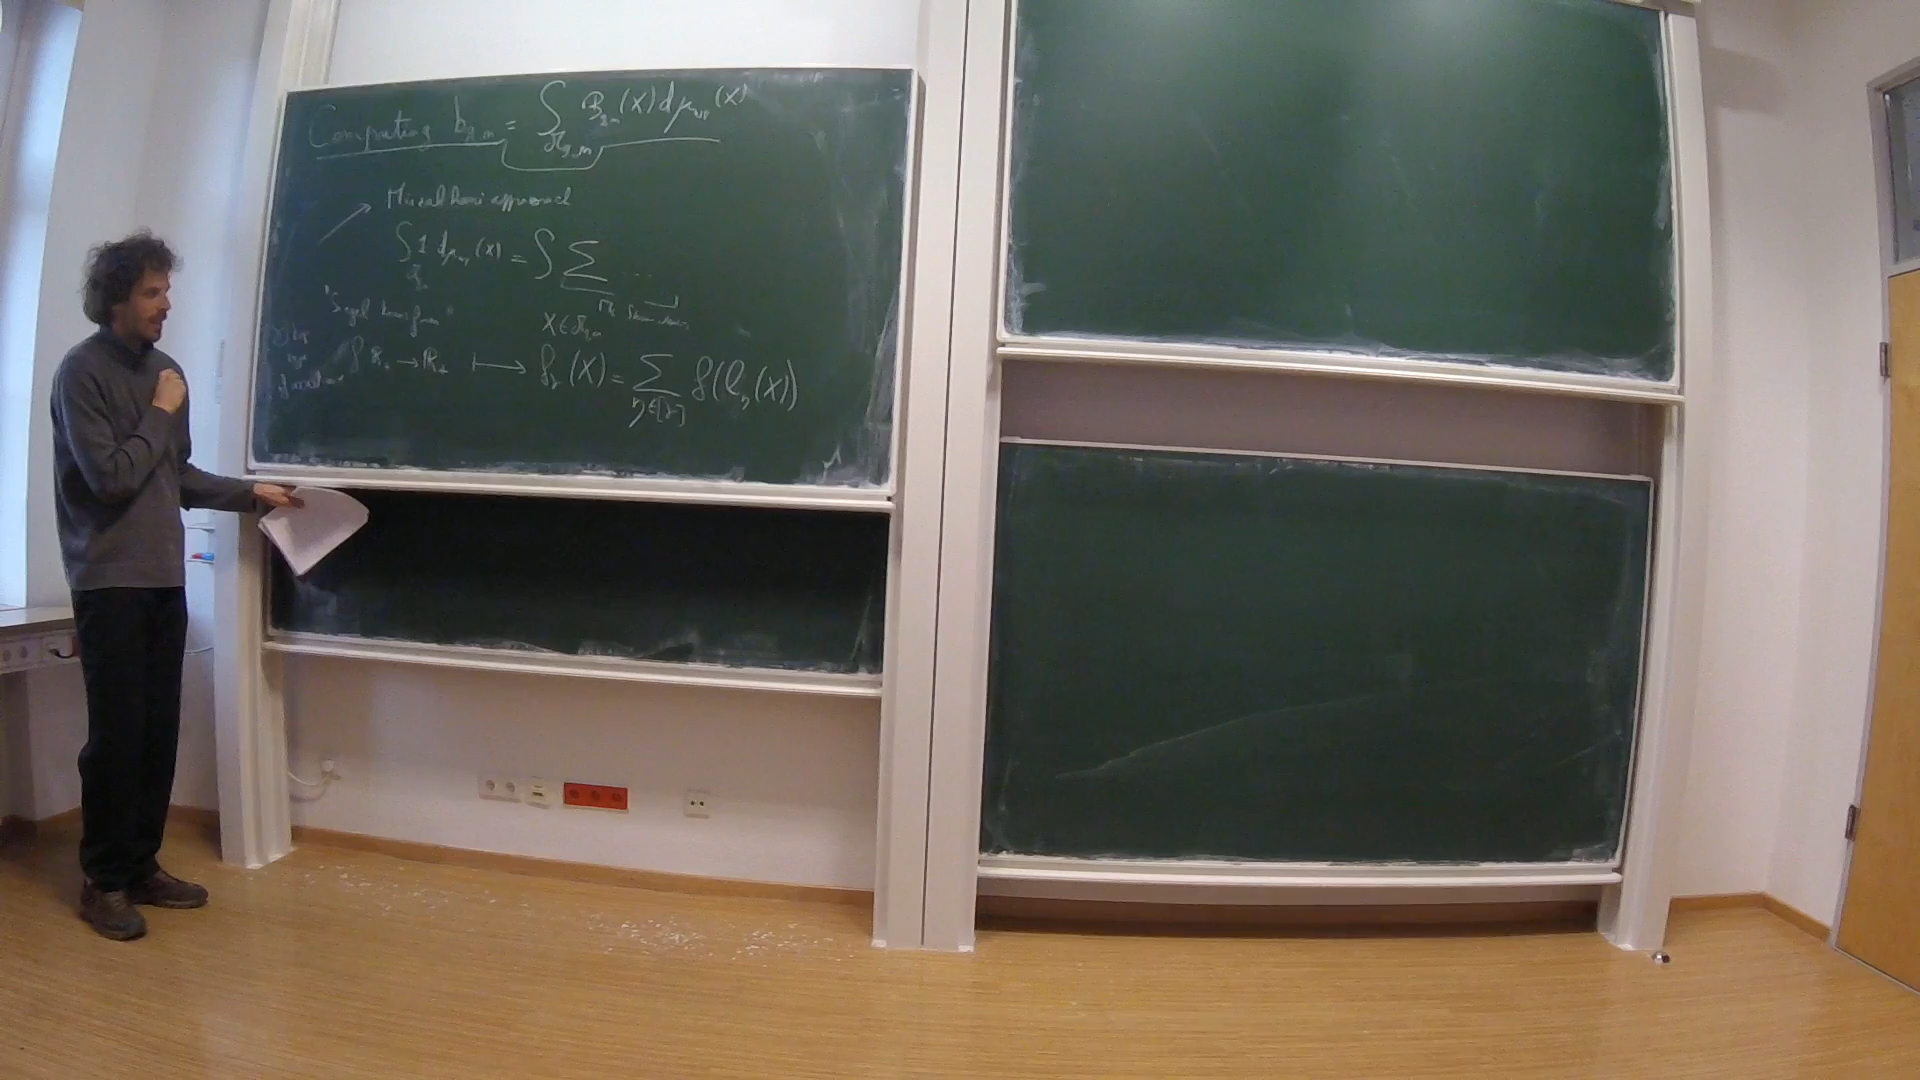 Computing b_{g,n} = ∫_{ℳ_{g,n}} B_{g,n}(X) dμ_{WP}(X)
→ Mirzakhani approach
∫ 1 dμ_{WP}(X) = ∫ Σ ...
"Siegel transform"
X ∈ ℳ_{g,n}
f: ℝ_+ → ℝ_+ ⟼ f_γ(X) = Σ_{η∈[γ]} f(ℓ_η(X))